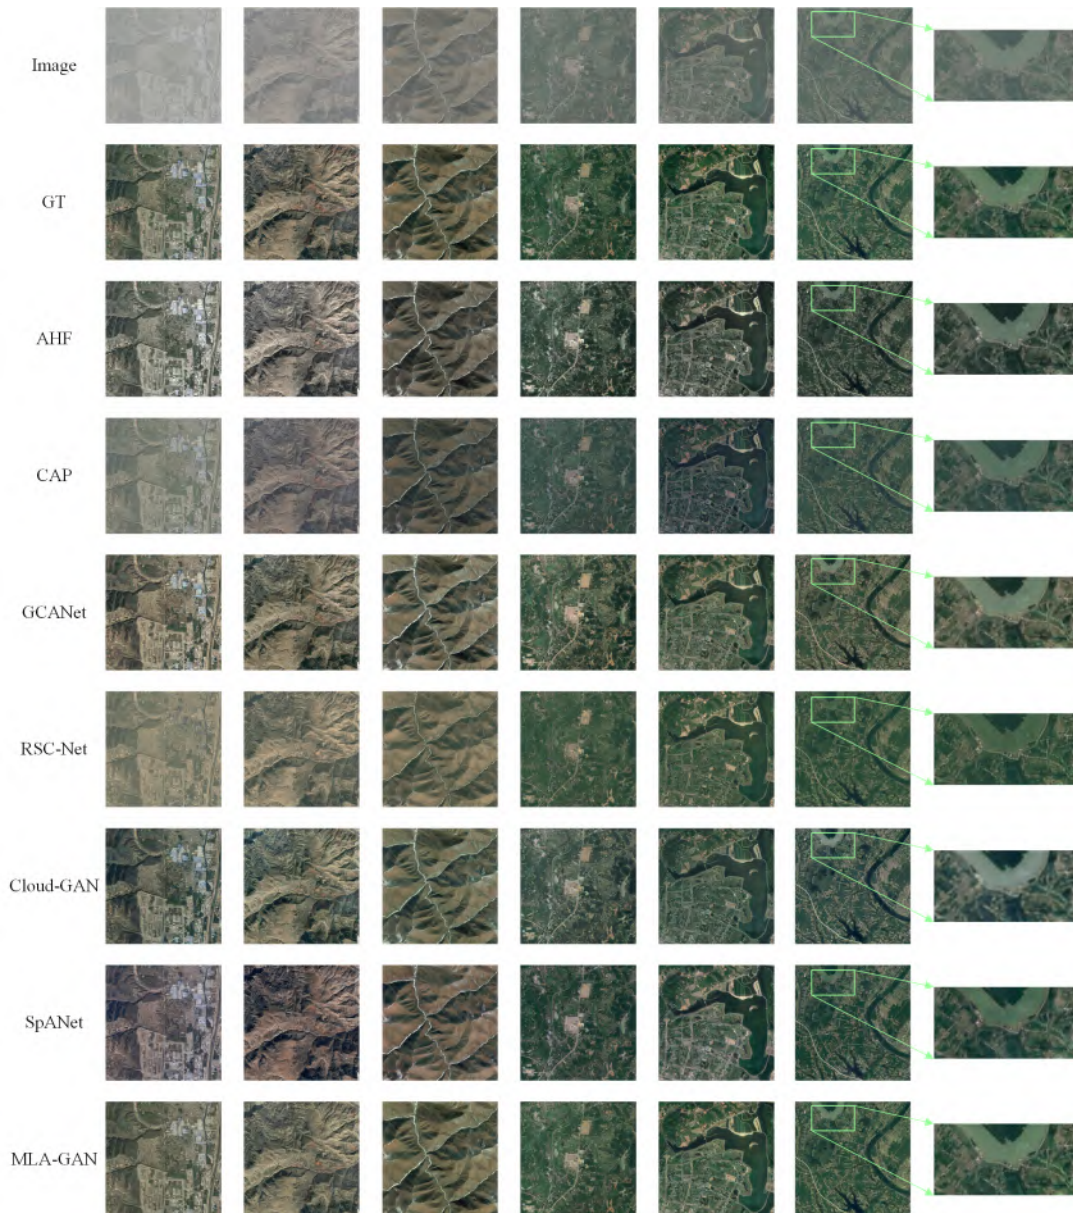 Image
GT
AHF
CAP
GCANet
RSC-Net
Cloud-GAN
SpANet
MLA-GAN